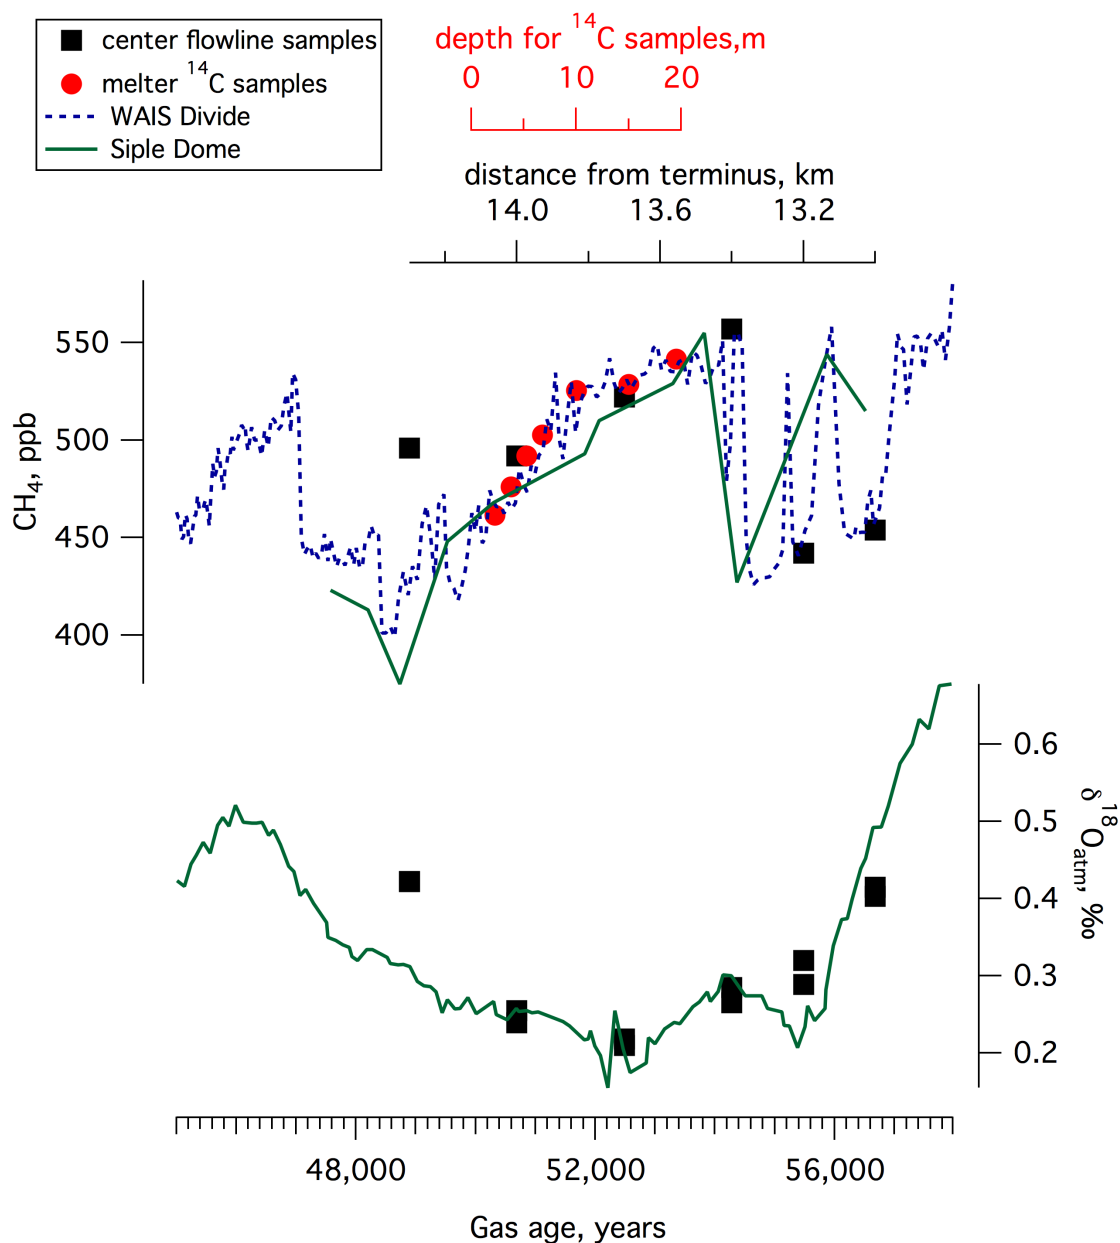 center flowline samples
melter ¹⁴C samples
WAIS Divide
Siple Dome
depth for ¹⁴C samples,m
0 10 20
distance from terminus, km
14.0 13.6 13.2
CH₄, ppb
550
500
450
400
δ¹⁸Oatm, ‰
0.6
0.5
0.4
0.3
0.2
48,000 52,000 56,000
Gas age, years